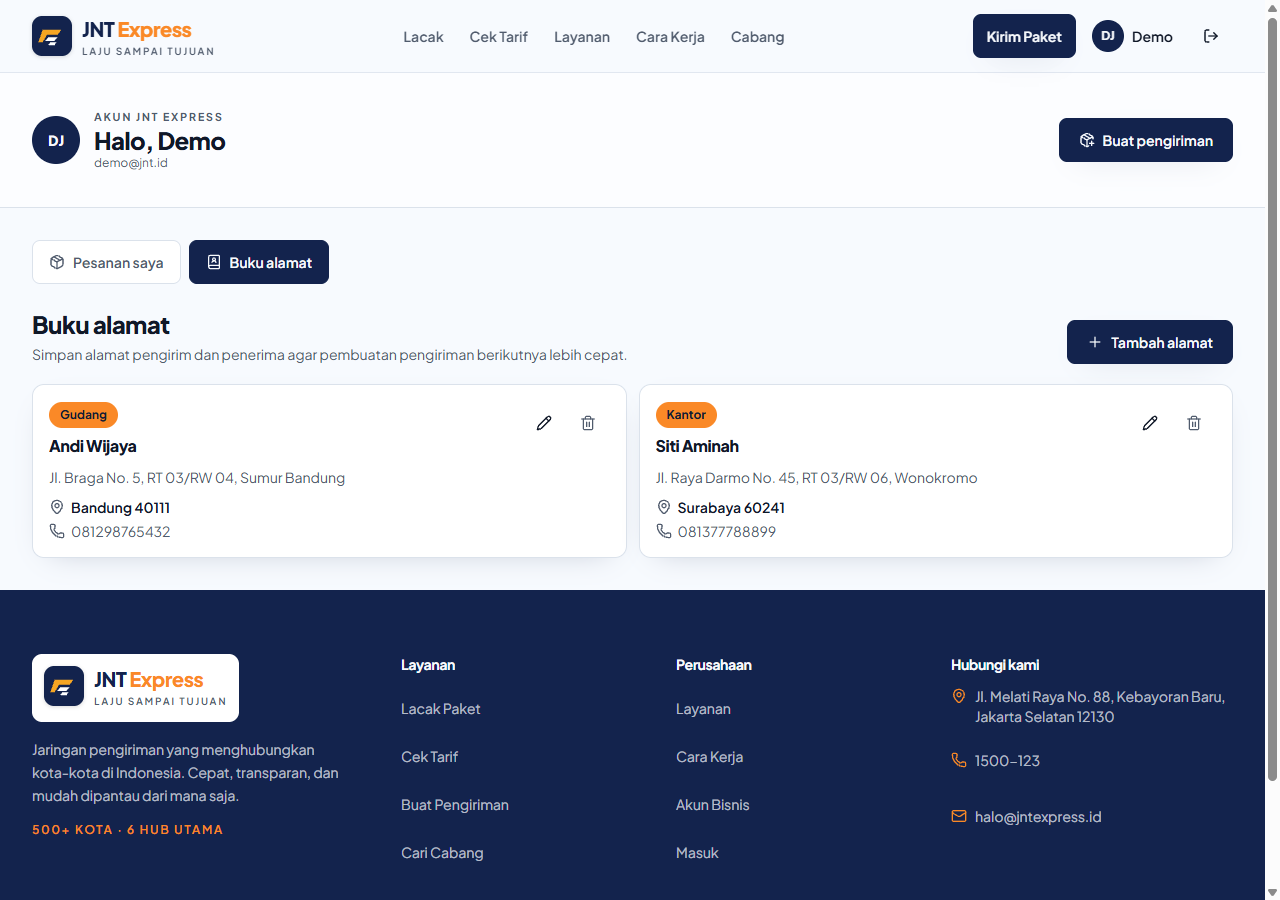 JNT Express
LAJU SAMPAI TUJUAN
Lacak
Cek Tarif
Layanan
Cara Kerja
Cabang
Kirim Paket
DJ
Demo
DJ
AKUN JNT EXPRESS
Halo, Demo
demo@jnt.id
Buat pengiriman
Pesanan saya
Buku alamat
Buku alamat
Simpan alamat pengirim dan penerima agar pembuatan pengiriman berikutnya lebih cepat.
Tambah alamat
Gudang
Andi Wijaya
Jl. Braga No. 5, RT 03/RW 04, Sumur Bandung
Bandung 40111
081298765432
Kantor
Siti Aminah
Jl. Raya Darmo No. 45, RT 03/RW 06, Wonokromo
Surabaya 60241
081377788899
JNT Express
LAJU SAMPAI TUJUAN
Jaringan pengiriman yang menghubungkan
kota-kota di Indonesia. Cepat, transparan, dan
mudah dipantau dari mana saja.
500+ KOTA · 6 HUB UTAMA
Layanan
Lacak Paket
Cek Tarif
Buat Pengiriman
Cari Cabang
Perusahaan
Layanan
Cara Kerja
Akun Bisnis
Masuk
Hubungi kami
Jl. Melati Raya No. 88, Kebayoran Baru,
Jakarta Selatan 12130
1500-123
halo@jntexpress.id